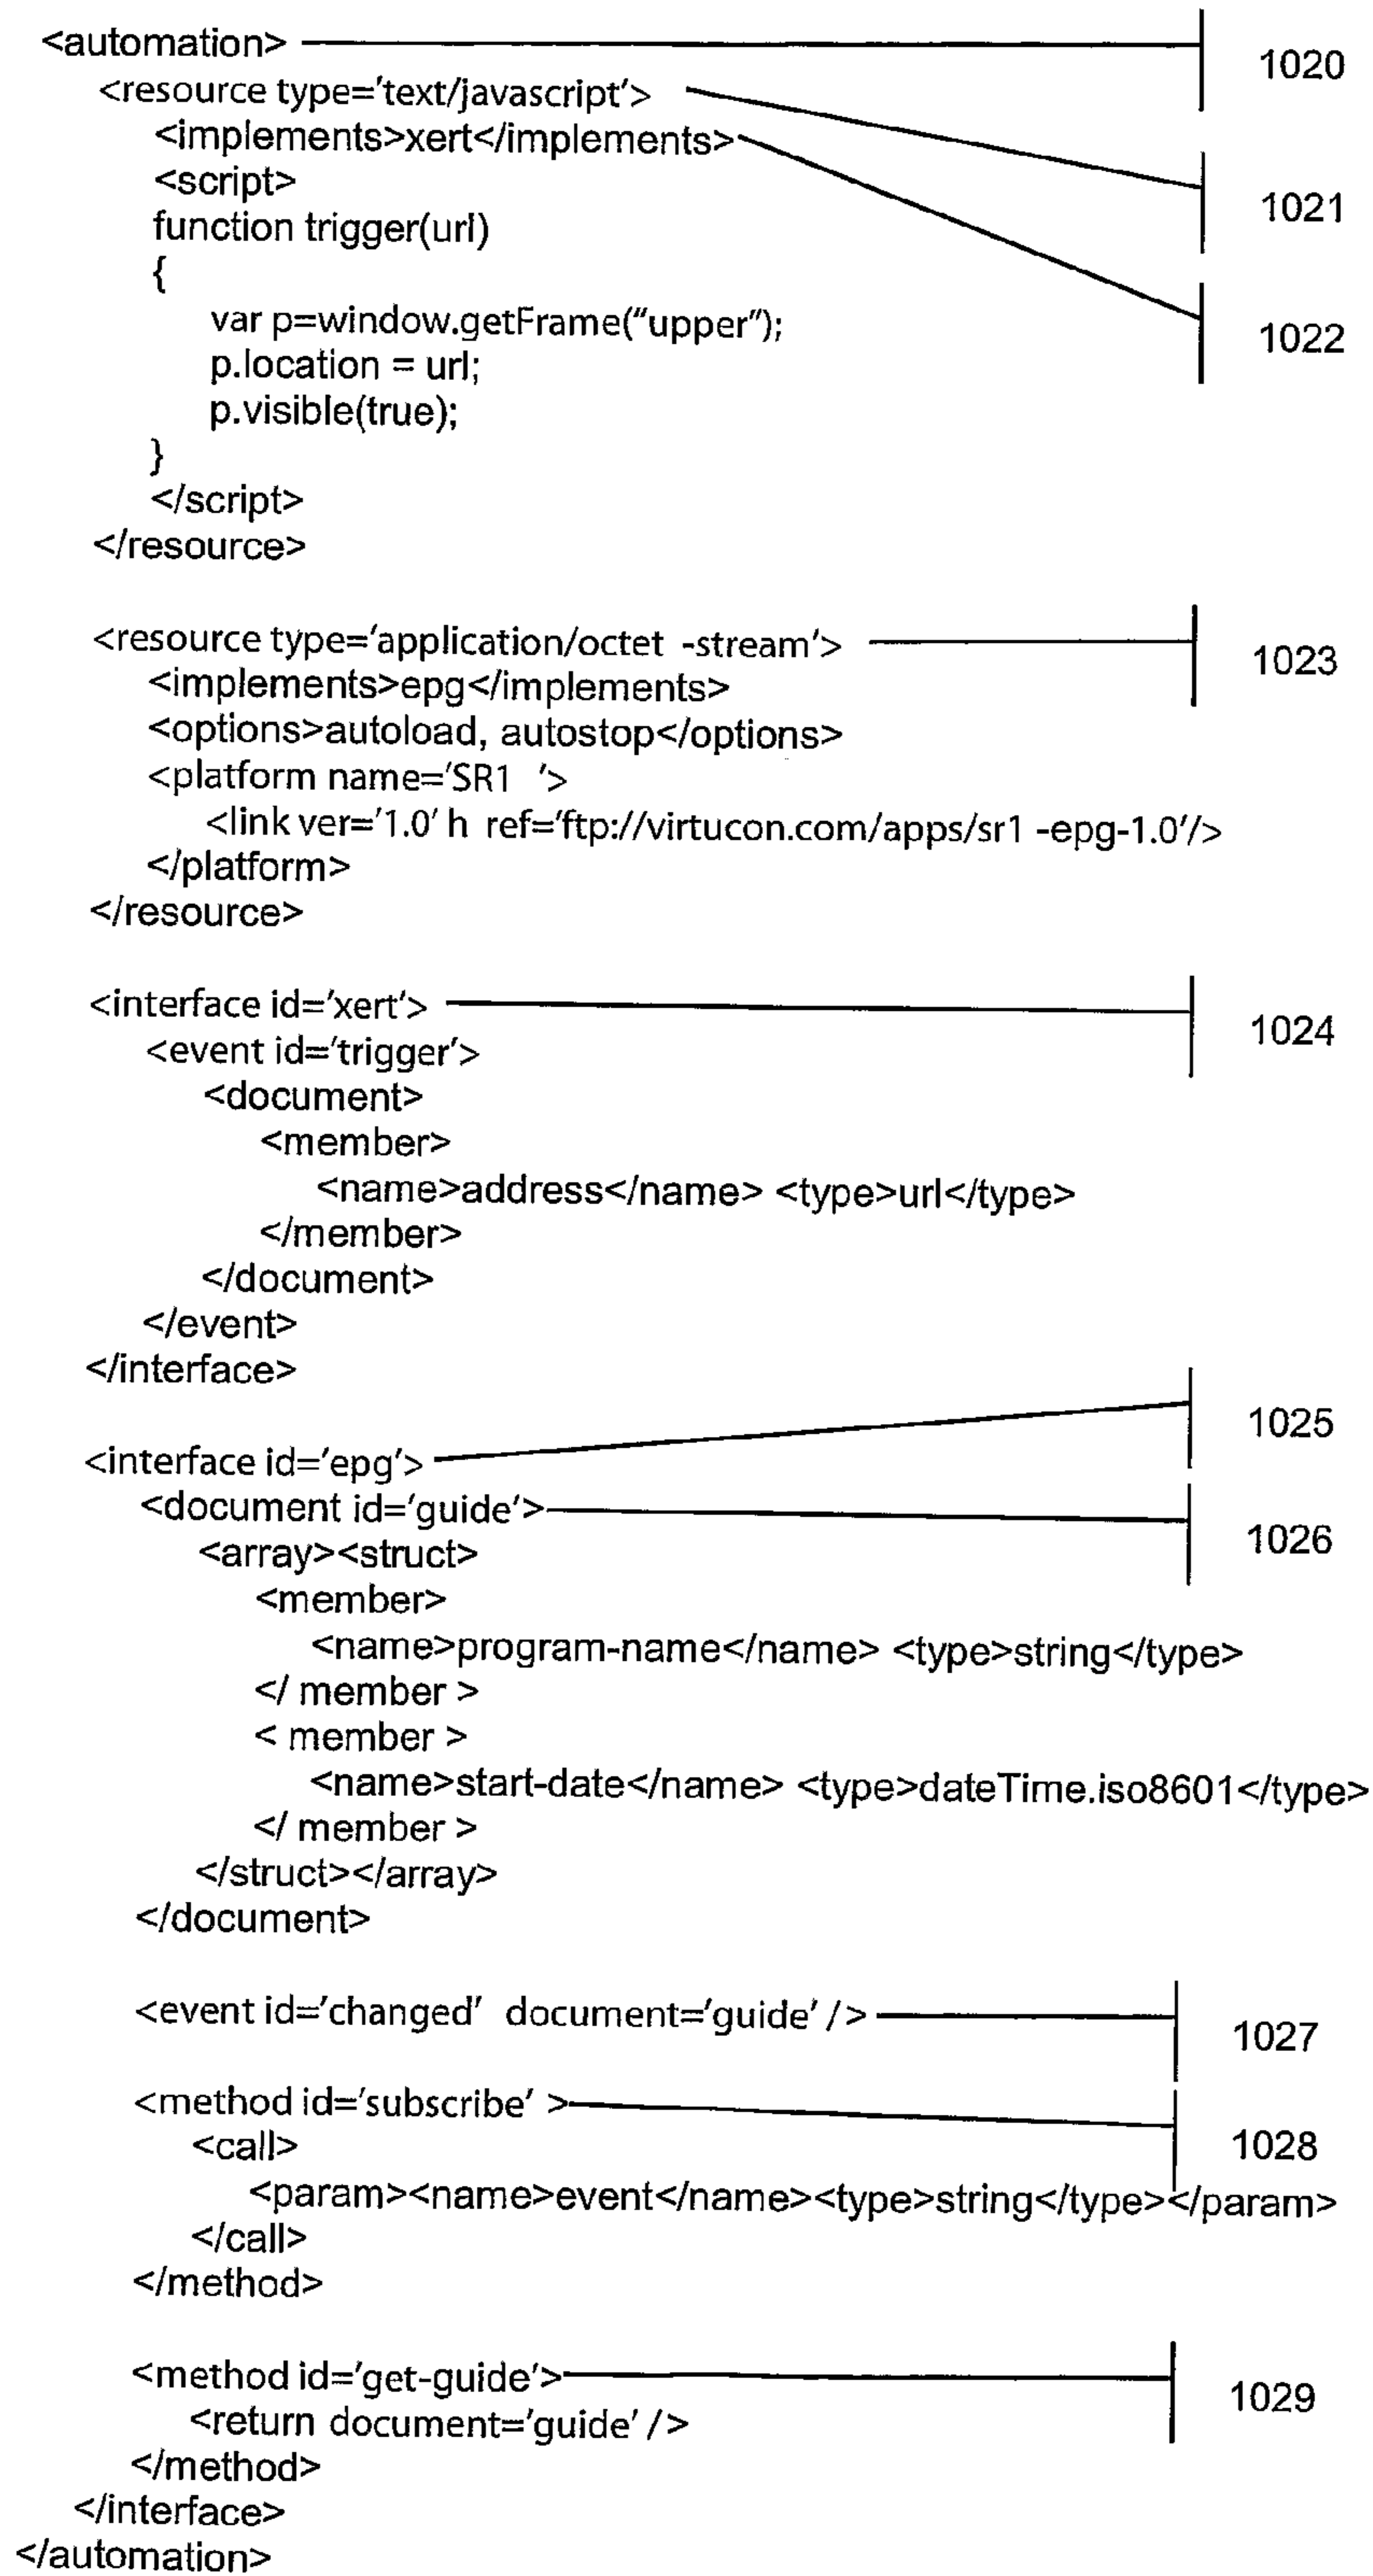 <automation> 1020
<resource type='text/javascript'> 1021
<implements>xert</implements> 1022
<script>
function trigger(url)
{
var p=window.getFrame("upper");
p.location = url;
p.visible(true);
}
</script>
</resource>
<resource type='application/octet -stream'> 1023
<implements>epg</implements>
<options>autoload, autostop</options>
<platform name='SR1 '>
<link ver='1.0' h ref='ftp://virtucon.com/apps/sr1 -epg-1.0'/>
</platform>
</resource>
<interface id='xert'> 1024
<event id='trigger'>
<document>
<member>
<name>address</name> <type>url</type>
</member>
</document>
</event>
</interface>
<interface id='epg'> 1025
<document id='guide'> 1026
<array><struct>
<member>
<name>program-name</name> <type>string</type>
</ member >
< member >
<name>start-date</name> <type>dateTime.iso8601</type>
</ member >
</struct></array>
</document>
<event id='changed' document='guide' /> 1027
<method id='subscribe' > 1028
<call>
<param><name>event</name><type>string</type></param>
</call>
</method>
<method id='get-guide'> 1029
<return document='guide' />
</method>
</interface>
</automation>